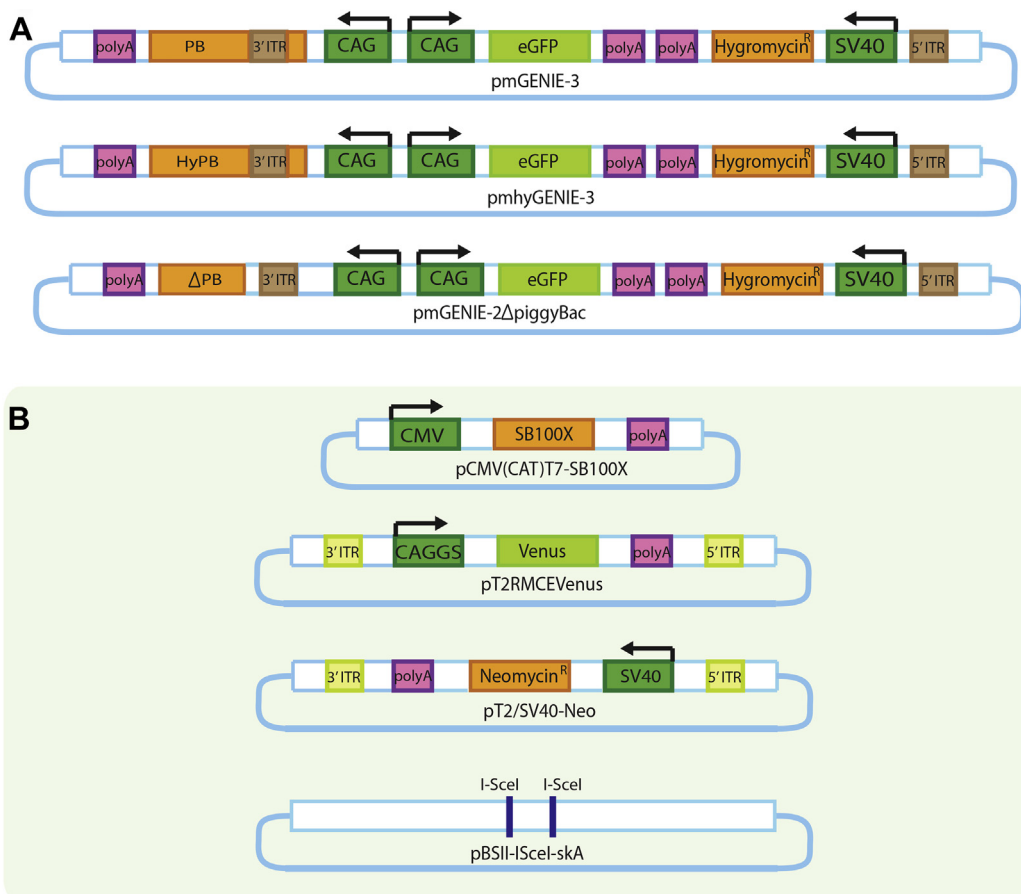 A
polyA PB 3' ITR CAG CAG eGFP polyA polyA Hygromycin R SV40 5' ITR
pmGENIE-3
polyA HyPB 3' ITR CAG CAG eGFP polyA polyA Hygromycin R SV40 5' ITR
pmhyGENIE-3
polyA ΔPB 3' ITR CAG CAG eGFP polyA polyA Hygromycin R SV40 5' ITR
pmGENIE-2ΔpiggyBac
B
CMV SB100X polyA
pCMV(CAT)T7-SB100X
3' ITR CAGGS Venus polyA 5' ITR
pT2RMCEVenus
3' ITR polyA Neomycin R SV40 5' ITR
pT2/SV40-Neo
I-SceI I-SceI
pBSII-ISceI-skA